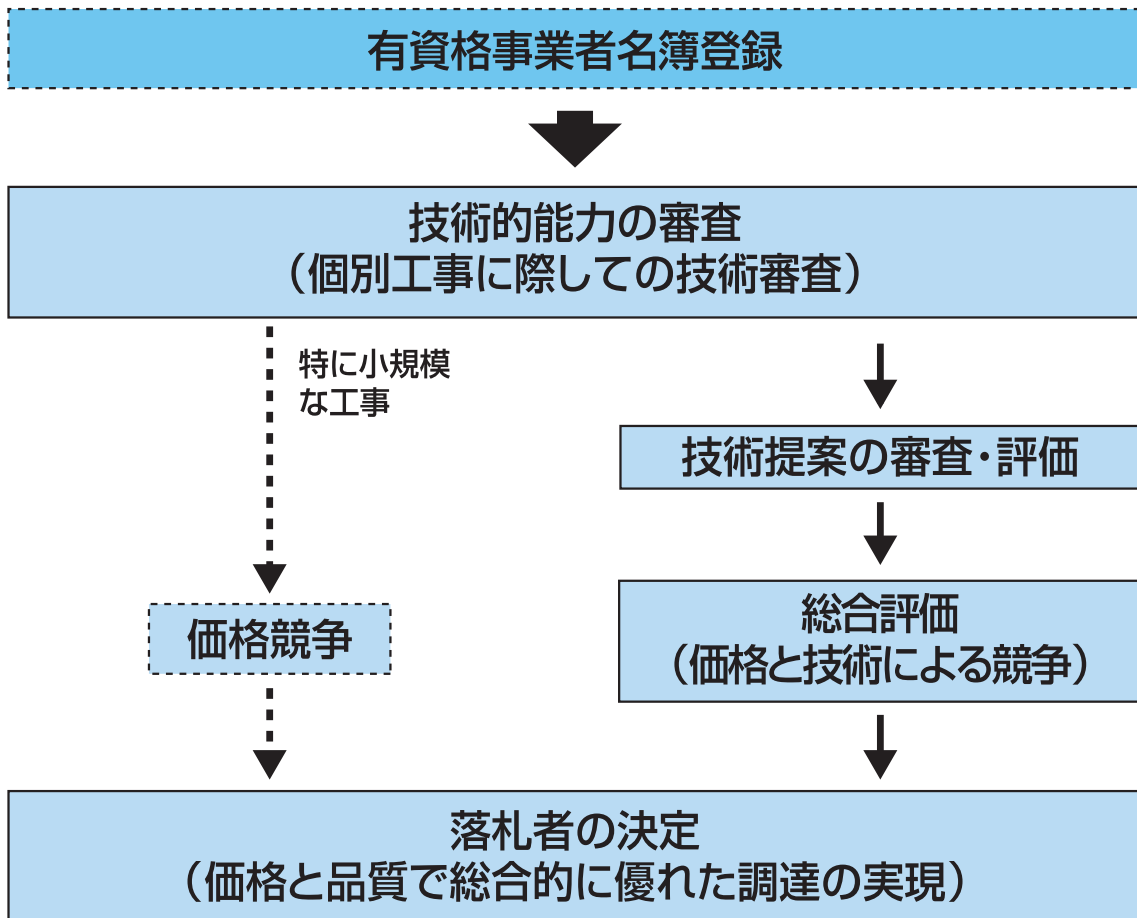 有資格事業者名簿登録
技術的能力の審査
（個別工事に際しての技術審査）
特に小規模
な工事
技術提案の審査・評価
価格競争
総合評価
（価格と技術による競争）
落札者の決定
（価格と品質で総合的に優れた調達の実現）